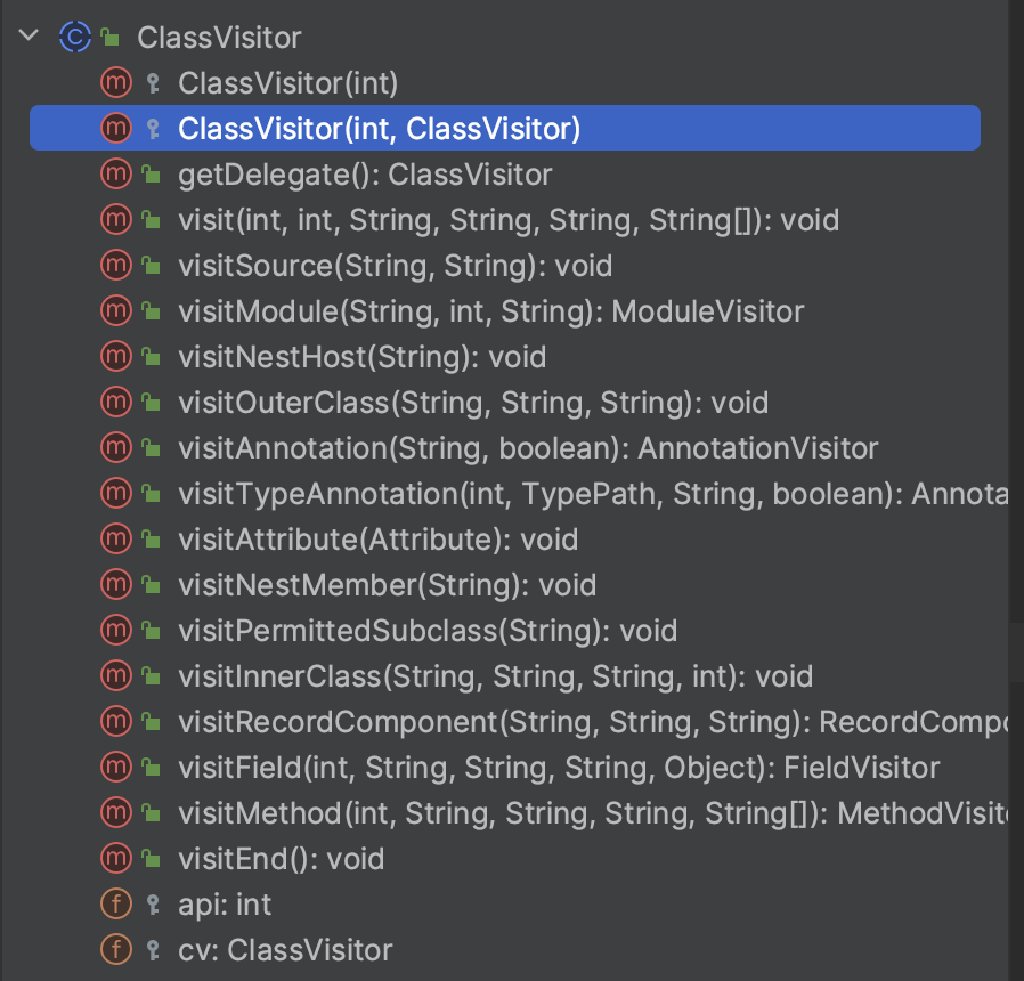 ClassVisitor
ClassVisitor(int)
ClassVisitor(int, ClassVisitor)
getDelegate(): ClassVisitor
visit(int, int, String, String, String, String[]): void
visitSource(String, String): void
visitModule(String, int, String): ModuleVisitor
visitNestHost(String): void
visitOuterClass(String, String, String): void
visitAnnotation(String, boolean): AnnotationVisitor
visitTypeAnnotation(int, TypePath, String, boolean): Annota
visitAttribute(Attribute): void
visitNestMember(String): void
visitPermittedSubclass(String): void
visitInnerClass(String, String, String, int): void
visitRecordComponent(String, String, String): RecordCompo
visitField(int, String, String, String, Object): FieldVisitor
visitMethod(int, String, String, String, String[]): MethodVisito
visitEnd(): void
api: int
cv: ClassVisitor